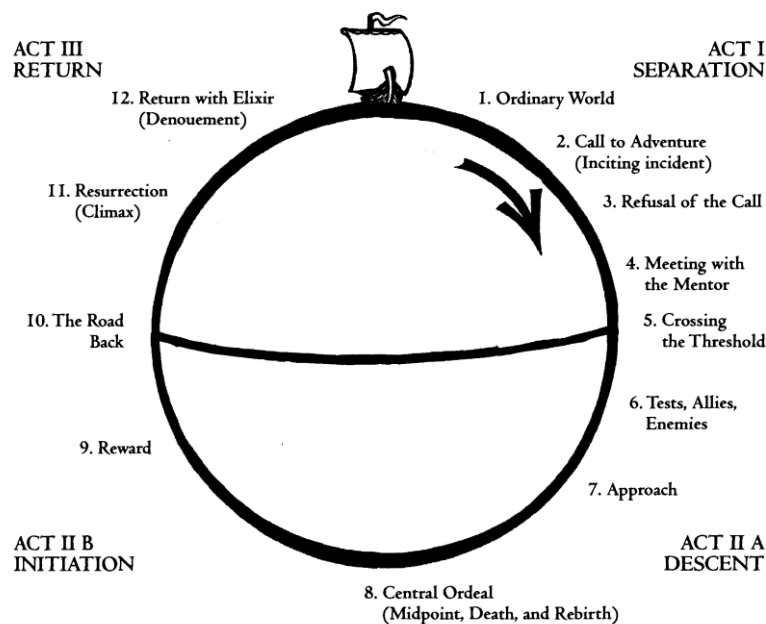 ACT III
RETURN
ACT I
SEPARATION
12. Return with Elixir
(Denouement)
1. Ordinary World
2. Call to Adventure
(Inciting incident)
11. Resurrection
(Climax)
3. Refusal of the Call
4. Meeting with
the Mentor
10. The Road
Back
5. Crossing
the Threshold
6. Tests, Allies,
Enemies
9. Reward
7. Approach
ACT II B
INITIATION
ACT II A
DESCENT
8. Central Ordeal
(Midpoint, Death, and Rebirth)